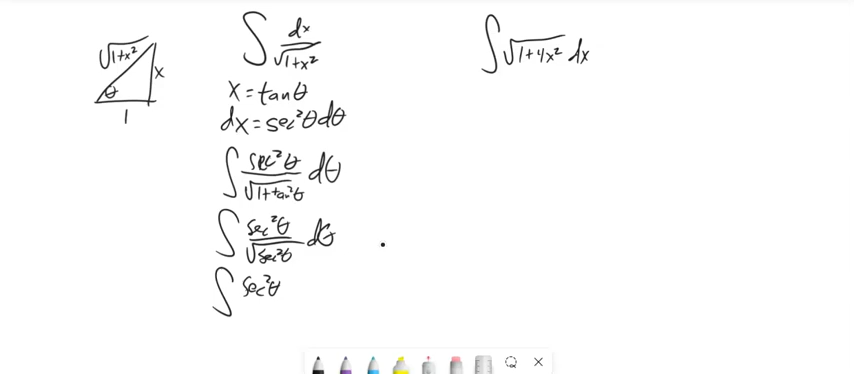 √1+x²
x
θ
1
∫ dx/√1+x²
x = tanθ
dx = sec²θdθ
∫ sec²θ/√1+tan²θ dθ
∫ sec²θ/√sec²θ dθ
∫ sec²θ
∫ √1+4x² dx